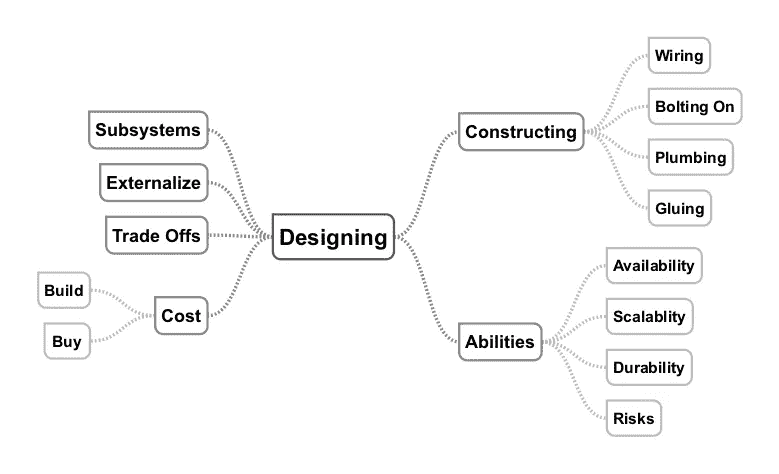 Designing
Subsystems
Externalize
Trade Offs
Cost
Build
Buy
Constructing
Wiring
Bolting On
Plumbing
Gluing
Abilities
Availability
Scalablity
Durability
Risks